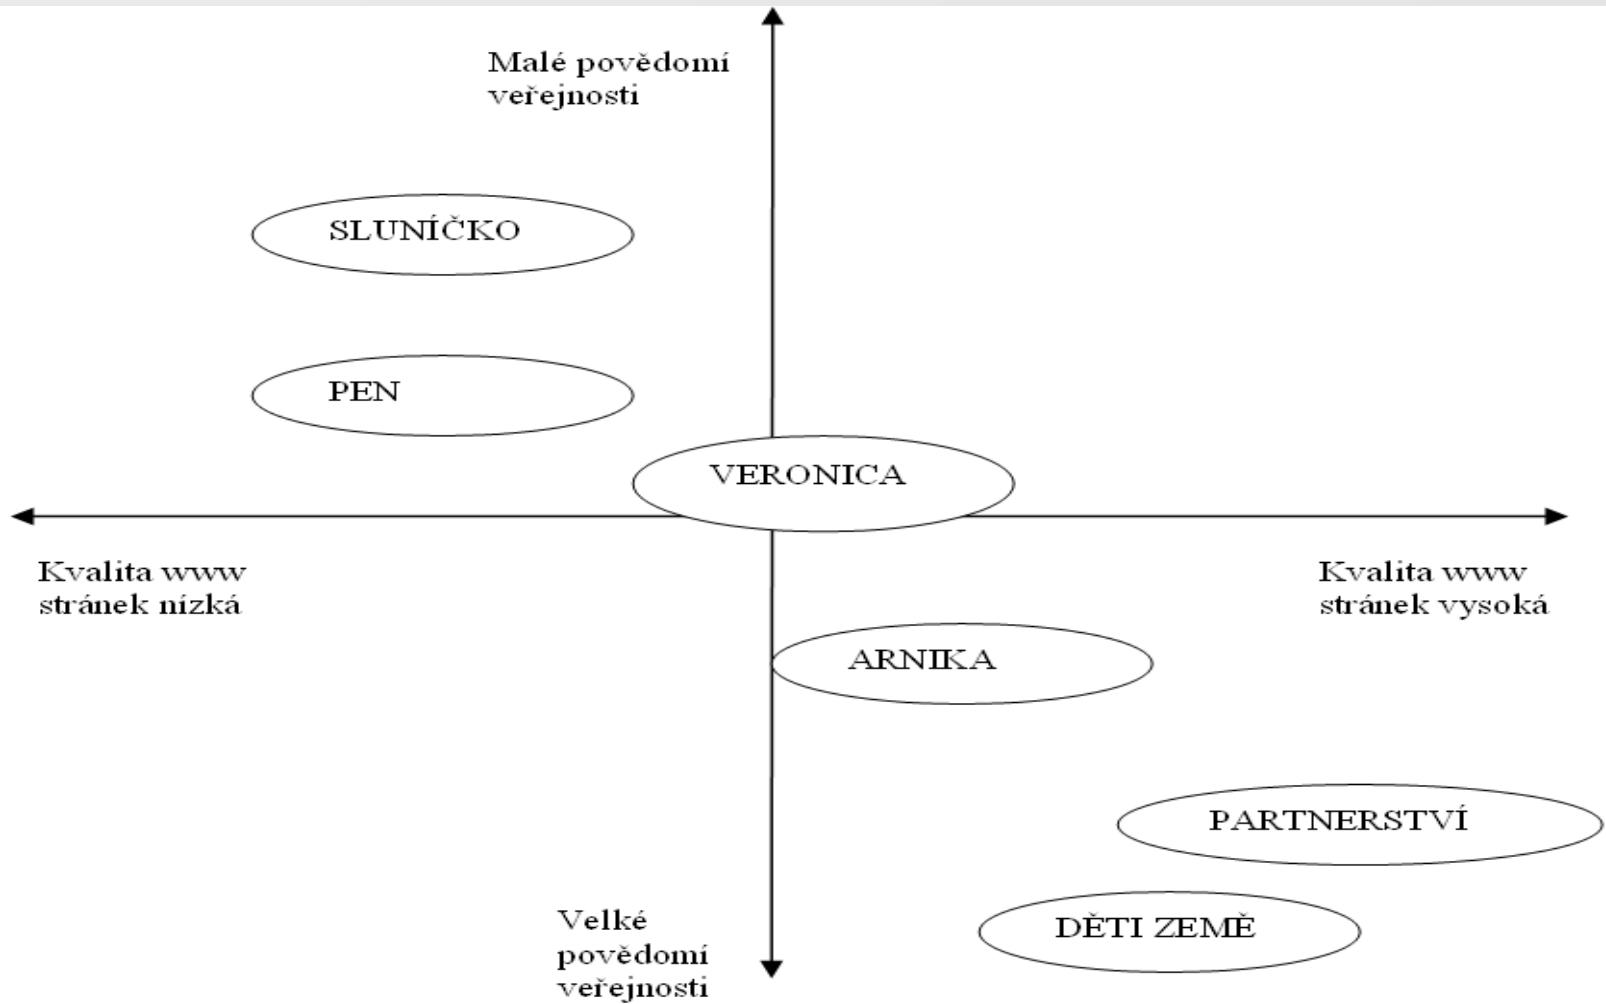 Malé povědomí
veřejnosti
SLUNÍČKO
PEN
VERONICA
Kvalita www
stránek nízká
Kvalita www
stránek vysoká
ARNIKA
PARTNERSTVÍ
DĚTI ZEMĚ
Velké
povědomí
veřejnosti